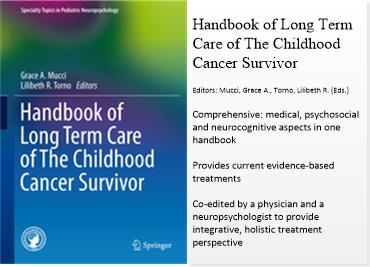 Specialty Topics in Pediatric Neuropsychology
Grace A. Mucci
Lilibeth R. Torno Editors
Handbook of
Long Term Care
of The Childhood
Cancer Survivor
Springer
Handbook of Long Term
Care of The Childhood
Cancer Survivor
Editors: Mucci, Grace A., Torno, Lilibeth R. (Eds.)
Comprehensive: medical, psychosocial
and neurocognitive aspects in one
handbook
Provides current evidence-based
treatments
Co-edited by a physician and a
neuropsychologist to provide
integrative, holistic treatment
perspective